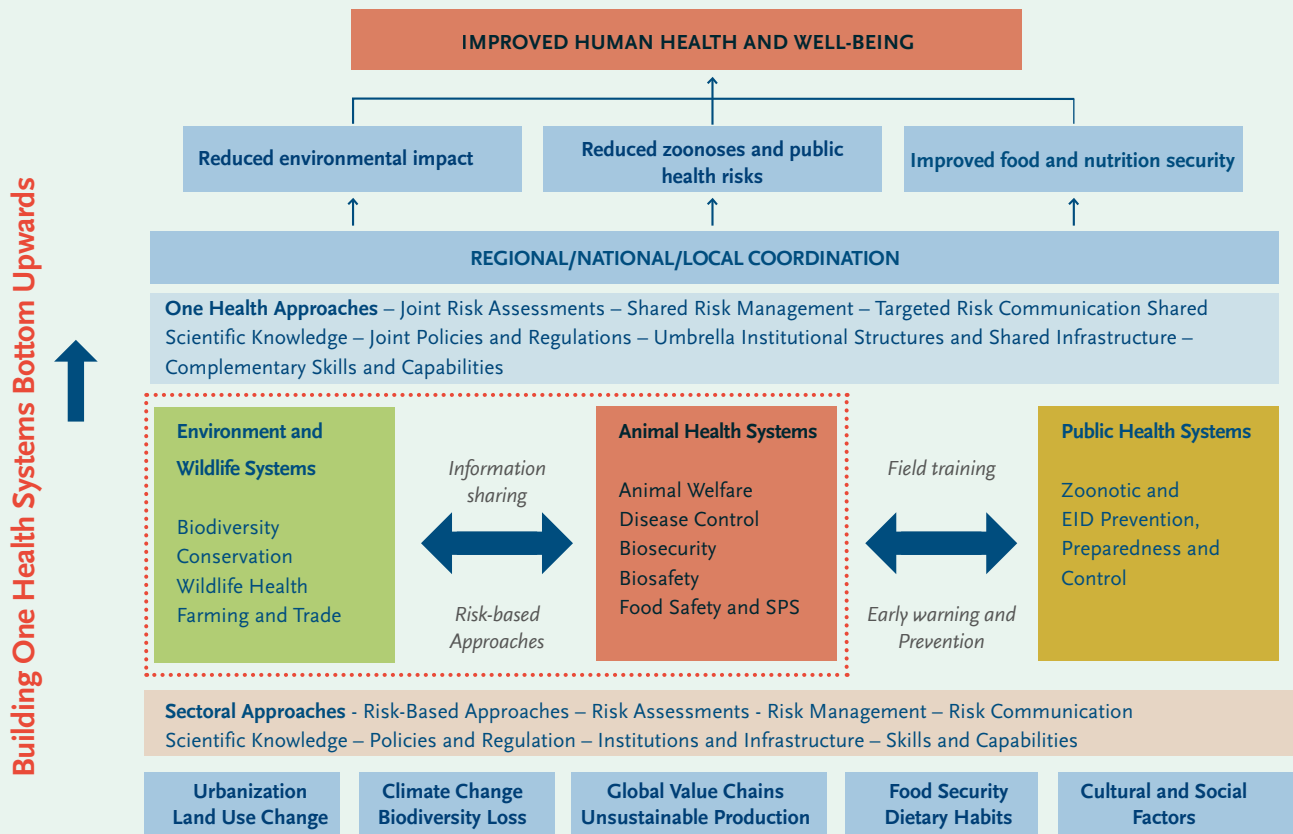 IMPROVED HUMAN HEALTH AND WELL-BEING
Reduced environmental impact
Reduced zoonoses and public
health risks
Improved food and nutrition security
REGIONAL/NATIONAL/LOCAL COORDINATION
One Health Approaches – Joint Risk Assessments – Shared Risk Management – Targeted Risk Communication Shared
Scientific Knowledge – Joint Policies and Regulations – Umbrella Institutional Structures and Shared Infrastructure –
Complementary Skills and Capabilities
Building One Health Systems Bottom Upwards
Environment and
Wildlife Systems
Biodiversity
Conservation
Wildlife Health
Farming and Trade
Information
sharing
Risk-based
Approaches
Animal Health Systems
Animal Welfare
Disease Control
Biosecurity
Biosafety
Food Safety and SPS
Field training
Early warning and
Prevention
Public Health Systems
Zoonotic and
EID Prevention,
Preparedness and
Control
Sectoral Approaches - Risk-Based Approaches – Risk Assessments - Risk Management – Risk Communication
Scientific Knowledge – Policies and Regulation – Institutions and Infrastructure – Skills and Capabilities
Urbanization
Land Use Change
Climate Change
Biodiversity Loss
Global Value Chains
Unsustainable Production
Food Security
Dietary Habits
Cultural and Social
Factors